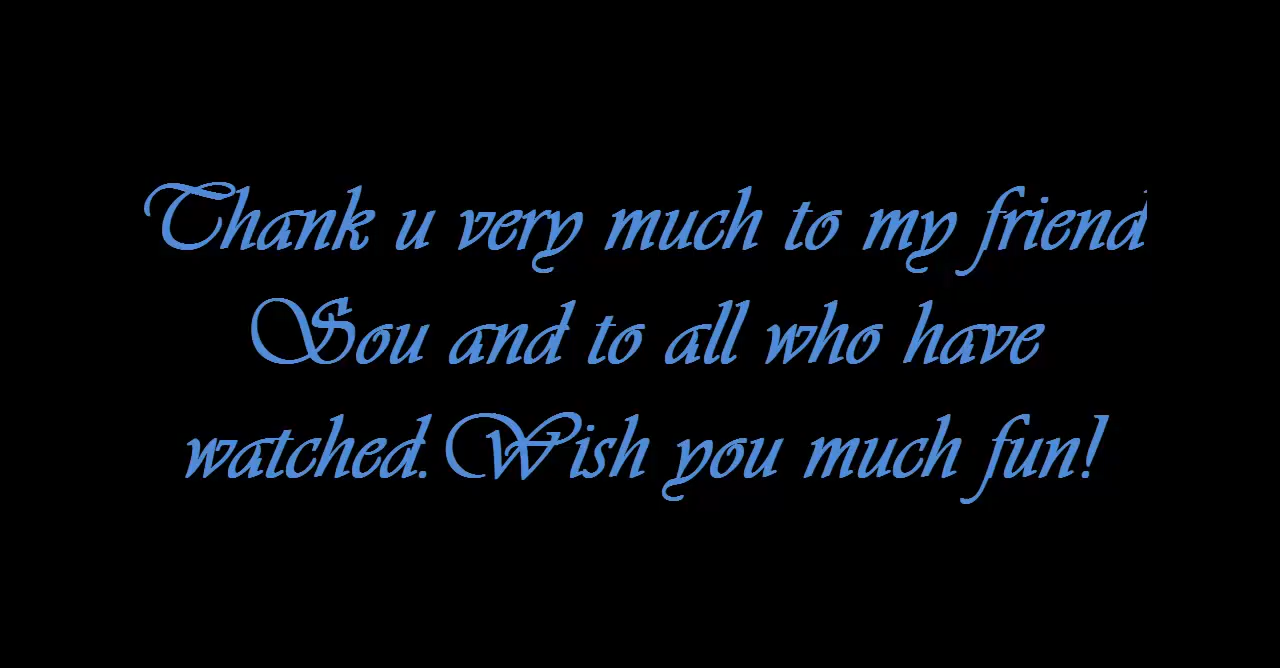 Thank u very much to my friend
Sou and to all who have
watched.Wish you much fun!